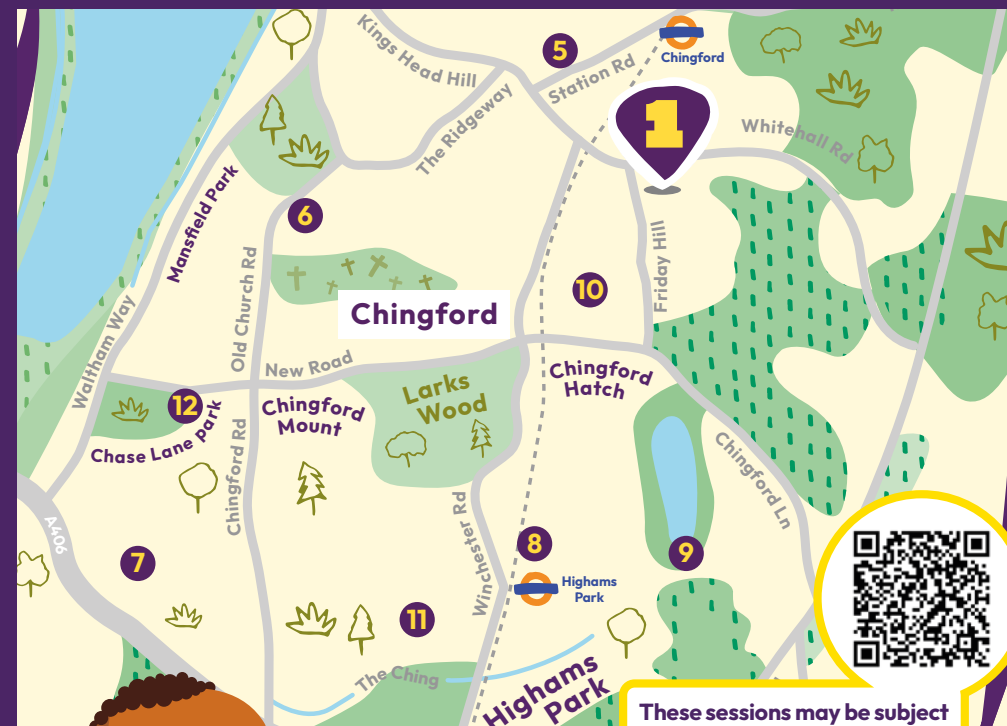 Kings Head Hill
5
Station Rd
Chingford
1
Whitehall Rd
The Ridgeway
Mansfield Park
6
Old Church Rd
Friday Hill
10
Chingford
Waltham Way
New Road
Larks
Wood
Chingford
Hatch
12
Chase Lane Park
Chingford
Mount
Chingford Rd
Chingford Ln
A406
Winchester Rd
7
8
9
Highams
Park
11
The Ching
Highams
Park
These sessions may be subject